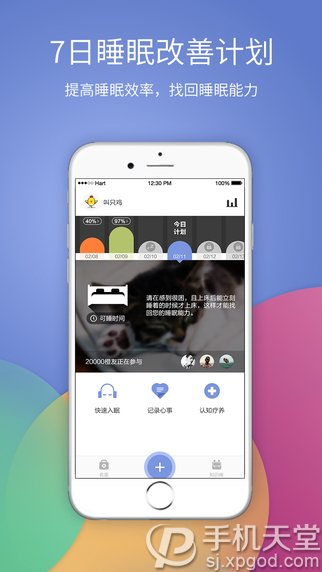 7日睡眠改善计划
提高睡眠效率，找回睡眠能力
Hart
12:30 PM
100%
叫只鸡
40%
97%
今日
计划
02/08
02/09
02/10
02/11
02/12
02/13
请在感到很困，且上床后能立刻
睡着的时候才上床，这样才能找
回您的睡眠能力。
可睡时间
20000橙友正在参与
快速入眠
记录心事
认知疗养
手机天堂
sj.xpgod.com